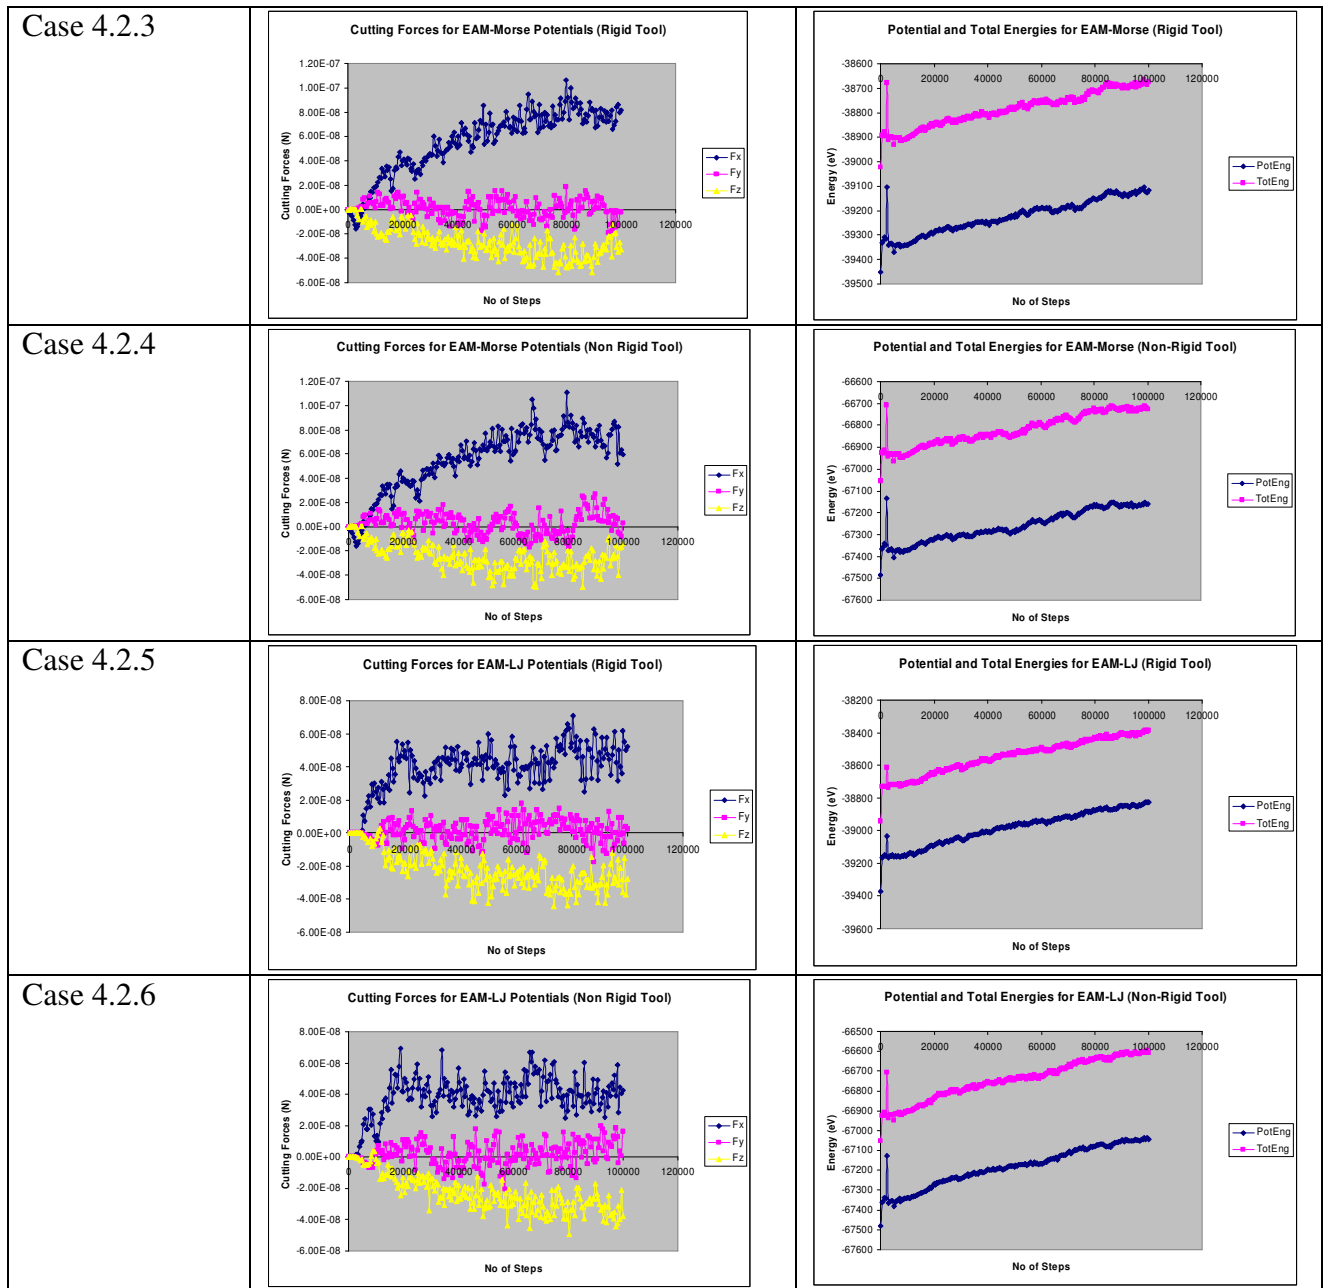 Case 4.2.3
Cutting Forces for EAM-Morse Potentials (Rigid Tool)
1.20E-07
1.00E-07
8.00E-08
6.00E-08
4.00E-08
2.00E-08
0.00E+00
-2.00E-08
-4.00E-08
-6.00E-08
0 20000 40000 60000 80000 100000 120000
Cutting Forces (N)
No of Steps
Fx
Fy
Fz
Potential and Total Energies for EAM-Morse (Rigid Tool)
-38600
-38700
-38800
-38900
-39000
-39100
-39200
-39300
-39400
-39500
0 20000 40000 60000 80000 100000 120000
Energy (eV)
No of Steps
PotEng
TotEng
Case 4.2.4
Cutting Forces for EAM-Morse Potentials (Non Rigid Tool)
1.20E-07
1.00E-07
8.00E-08
6.00E-08
4.00E-08
2.00E-08
0.00E+00
-2.00E-08
-4.00E-08
-6.00E-08
0 20000 40000 60000 80000 100000 120000
Cutting Forces (N)
No of Steps
Fx
Fy
Fz
Potential and Total Energies for EAM-Morse (Non-Rigid Tool)
-66600
-66700
-66800
-66900
-67000
-67100
-67200
-67300
-67400
-67500
-67600
0 20000 40000 60000 80000 100000 120000
Energy (eV)
No of Steps
PotEng
TotEng
Case 4.2.5
Cutting Forces for EAM-LJ Potentials (Rigid Tool)
8.00E-08
6.00E-08
4.00E-08
2.00E-08
0.00E+00
-2.00E-08
-4.00E-08
-6.00E-08
0 20000 40000 60000 80000 100000 120000
Cutting Forces (N)
No of Steps
Fx
Fy
Fz
Potential and Total Energies for EAM-LJ (Rigid Tool)
-38200
-38400
-38600
-38800
-39000
-39200
-39400
-39600
0 20000 40000 60000 80000 100000 120000
Energy (eV)
No of Steps
PotEng
TotEng
Case 4.2.6
Cutting Forces for EAM-LJ Potentials (Non Rigid Tool)
8.00E-08
6.00E-08
4.00E-08
2.00E-08
0.00E+00
-2.00E-08
-4.00E-08
-6.00E-08
0 20000 40000 60000 80000 100000 120000
Cutting Forces (N)
No of Steps
Fx
Fy
Fz
Potential and Total Energies for EAM-LJ (Non-Rigid Tool)
-66500
-66600
-66700
-66800
-66900
-67000
-67100
-67200
-67300
-67400
-67500
-67600
0 20000 40000 60000 80000 100000 120000
Energy (eV)
No of Steps
PotEng
TotEng